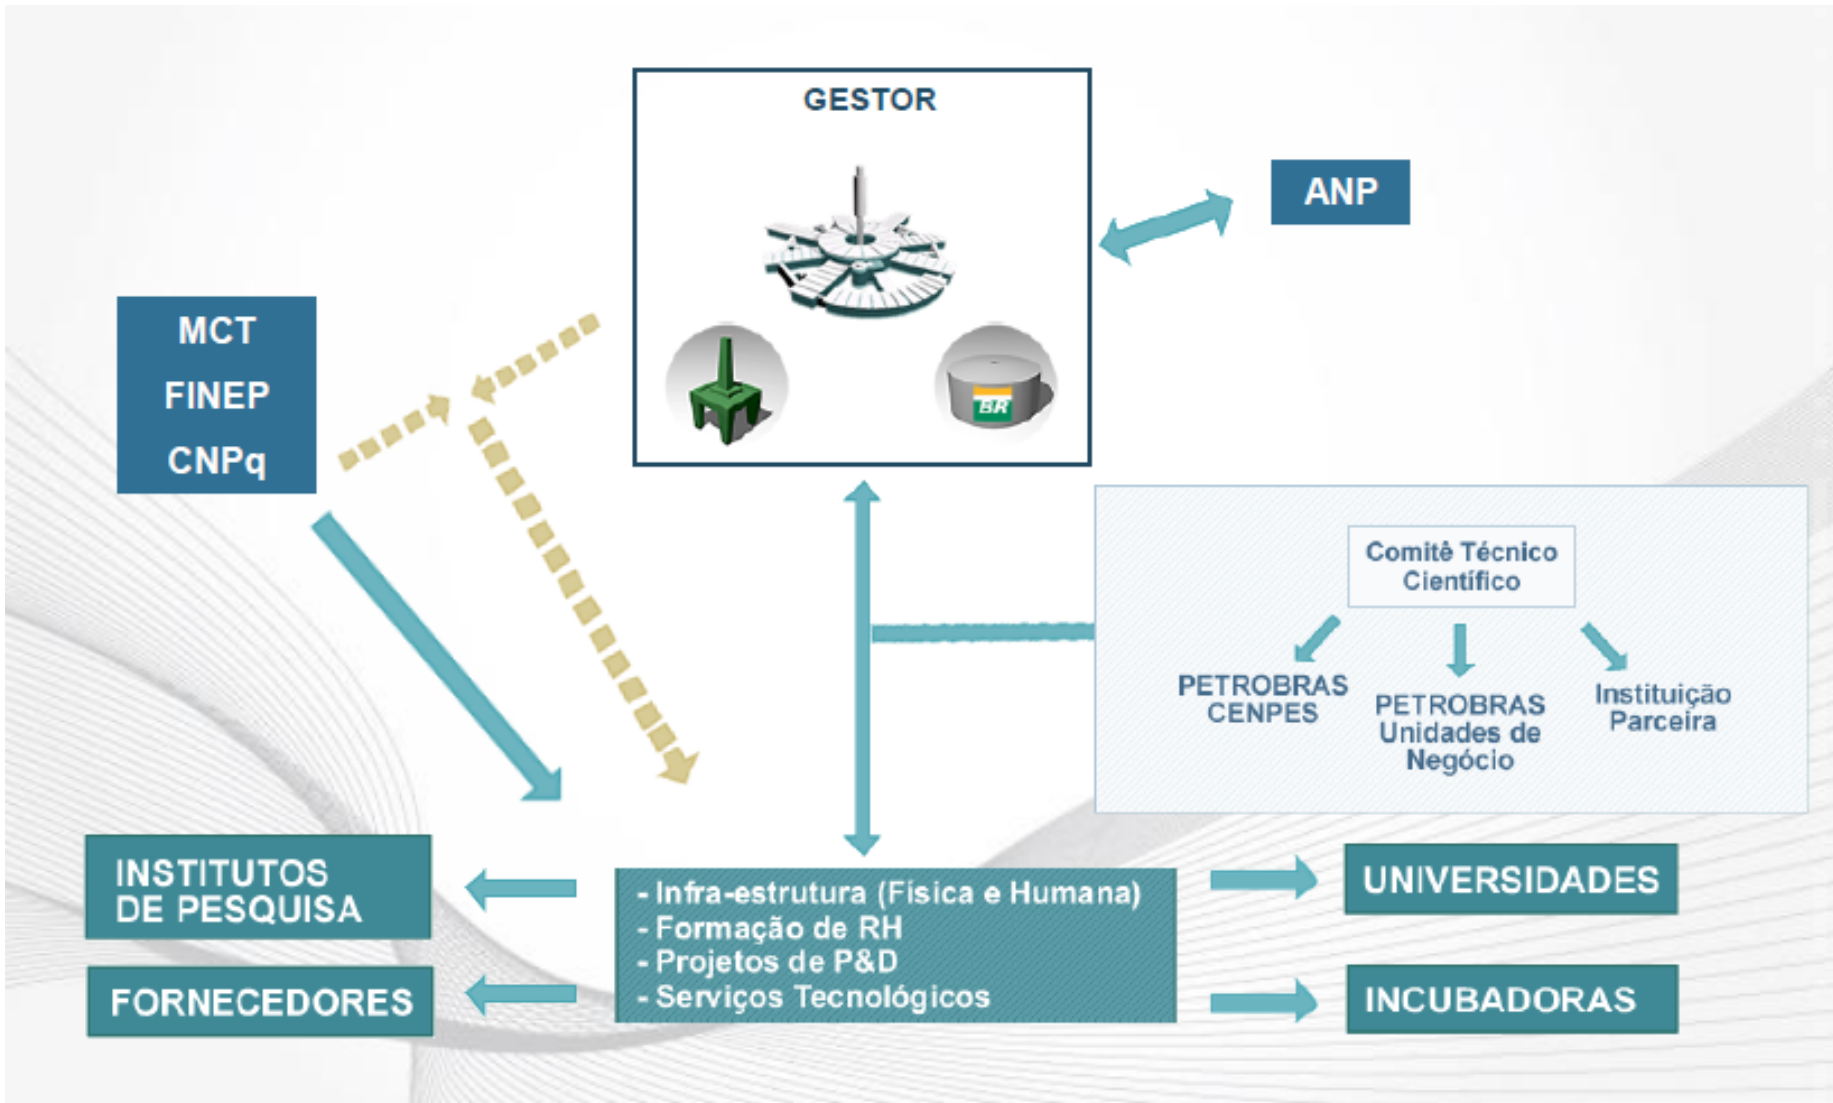 GESTOR
ANP
MCT
FINEP
CNPq
BR
Comitê Técnico
Científico
PETROBRAS
CENPES
PETROBRAS
Unidades de
Negócio
Instituição
Parceira
INSTITUTOS
DE PESQUISA
FORNECEDORES
- Infra-estrutura (Física e Humana)
- Formação de RH
- Projetos de P&D
- Serviços Tecnológicos
UNIVERSIDADES
INCUBADORAS